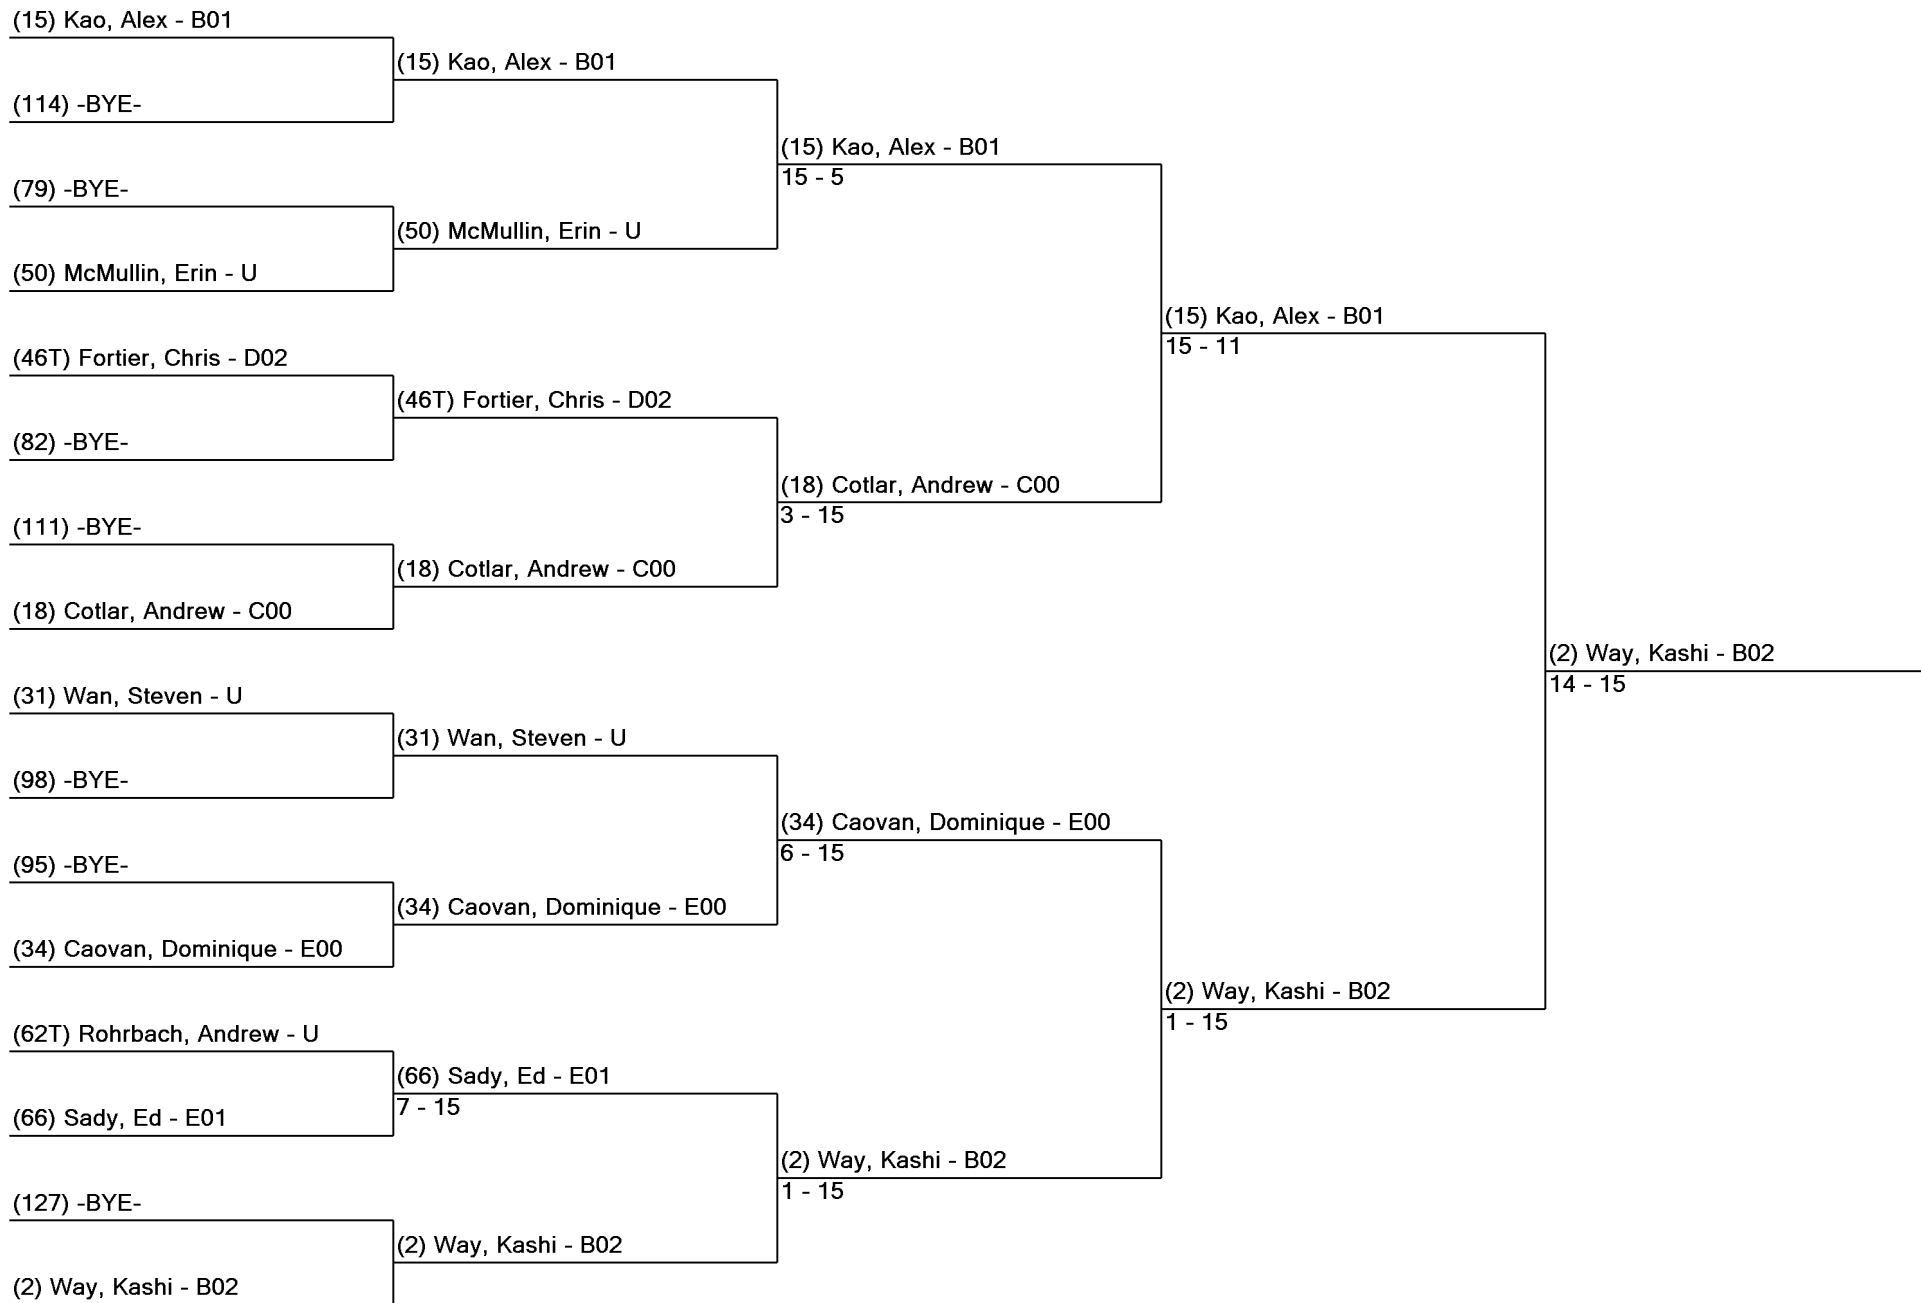 (15) Kao, Alex - B01
(114) -BYE-
(79) -BYE-
(50) McMullin, Erin - U
(46T) Fortier, Chris - D02
(82) -BYE-
(111) -BYE-
(18) Cotlar, Andrew - C00
(31) Wan, Steven - U
(98) -BYE-
(95) -BYE-
(34) Caovan, Dominique - E00
(62T) Rohrbach, Andrew - U
(66) Sady, Ed - E01
(127) -BYE-
(2) Way, Kashi - B02
(15) Kao, Alex - B01
(50) McMullin, Erin - U
(46T) Fortier, Chris - D02
(18) Cotlar, Andrew - C00
(31) Wan, Steven - U
(34) Caovan, Dominique - E00
(66) Sady, Ed - E01
7 - 15
(2) Way, Kashi - B02
(15) Kao, Alex - B01
15 - 5
(18) Cotlar, Andrew - C00
3 - 15
(34) Caovan, Dominique - E00
6 - 15
(2) Way, Kashi - B02
1 - 15
(15) Kao, Alex - B01
15 - 11
(2) Way, Kashi - B02
1 - 15
(2) Way, Kashi - B02
14 - 15